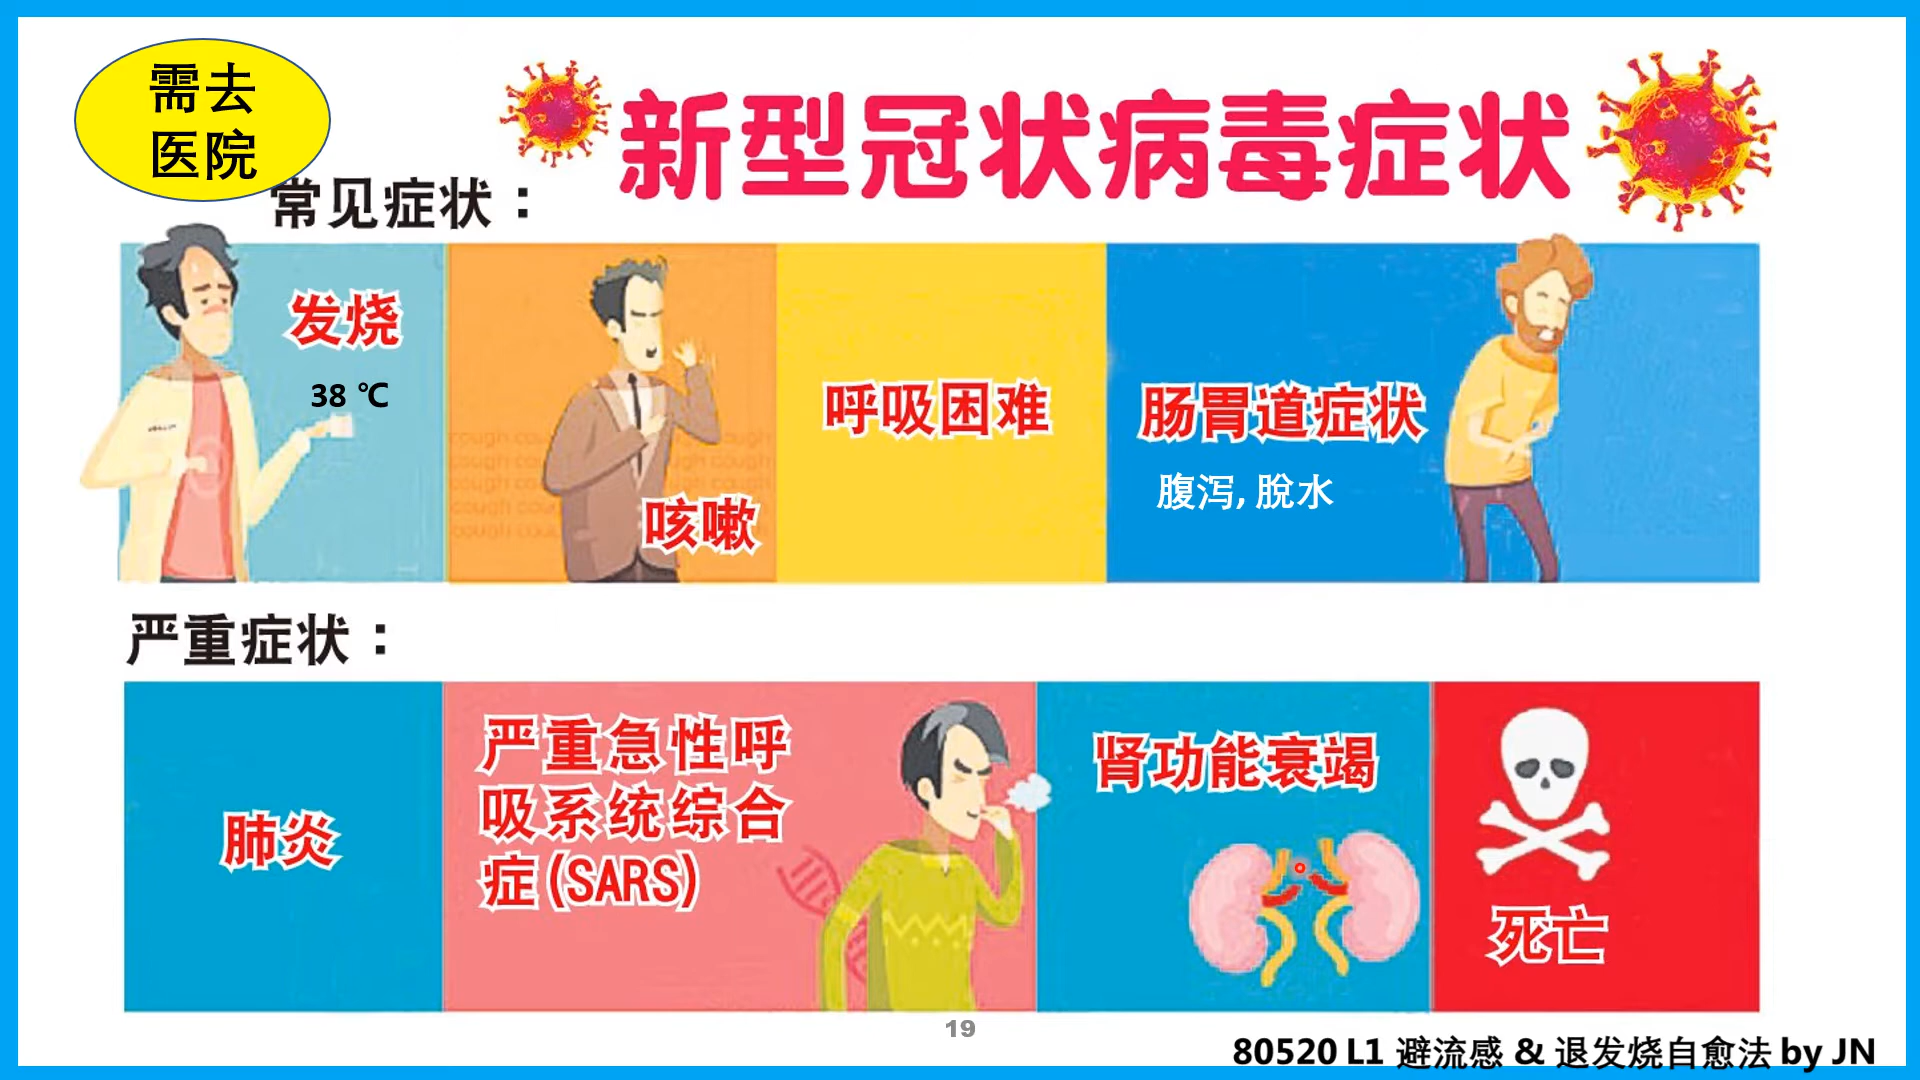 需去
医院
新型冠状病毒症状
常见症状：
发烧
38 ℃
咳嗽
呼吸困难
肠胃道症状
腹泻, 脫水
cough cough
严重症状：
肺炎
严重急性呼
吸系统综合
症(SARS)
肾功能衰竭
死亡
19
80520 L1 避流感 & 退发烧自愈法 by JN